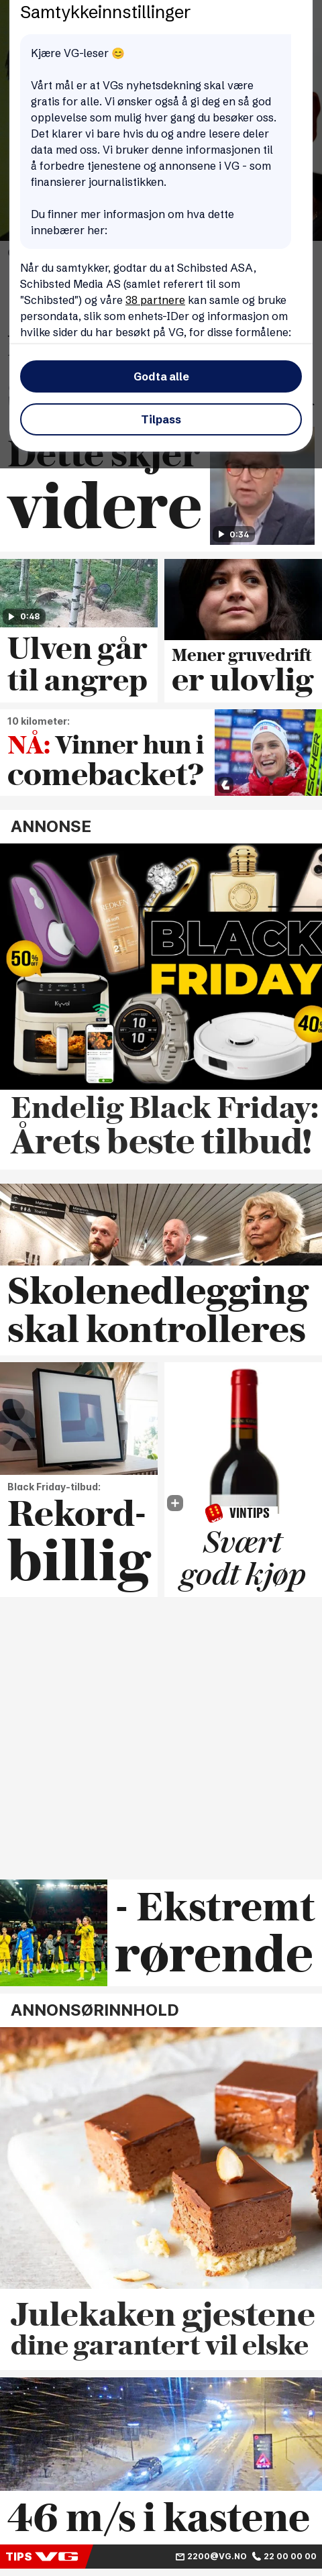 Samtykkeinnstillinger
Kjære VG-leser 😊
Vårt mål er at VGs nyhetsdekning skal være
gratis for alle. Vi ønsker også å gi deg en så god
opplevelse som mulig hver gang du besøker oss.
Det klarer vi bare hvis du og andre lesere deler
data med oss. Vi bruker denne informasjonen til
å forbedre tjenestene og annonsene i VG - som
finansierer journalistikken.
Du finner mer informasjon om hva dette
innebærer her:
Når du samtykker, godtar du at Schibsted ASA,
Schibsted Media AS (samlet referert til som
"Schibsted") og våre 38 partnere kan samle og bruke
persondata, slik som enhets-IDer og informasjon om
hvilke sider du har besøkt på VG, for disse formålene:
Godta alle
Tilpass
Dette skjer
videre
0:34
0:48
Ulven går
til angrep
Mener gruvedrift
er ulovlig
10 kilometer:
NÅ: Vinner hun i
comebacket?
FISCHER
ANNONSE
50%
OFF
BLACK
FRIDAY
Kyvol
10
10
40
Endelig Black Friday:
Årets beste tilbud!
Skolenedlegging
skal kontrolleres
Black Friday-tilbud:
Rekord-
billig
VINTIPS
Svært
godt kjøp
- Ekstremt
rørende
ANNONSØRINNHOLD
Julekaken gjestene
dine garantert vil elske
46 m/s i kastene
TIPS VG 2200@VG.NO 22 00 00 00